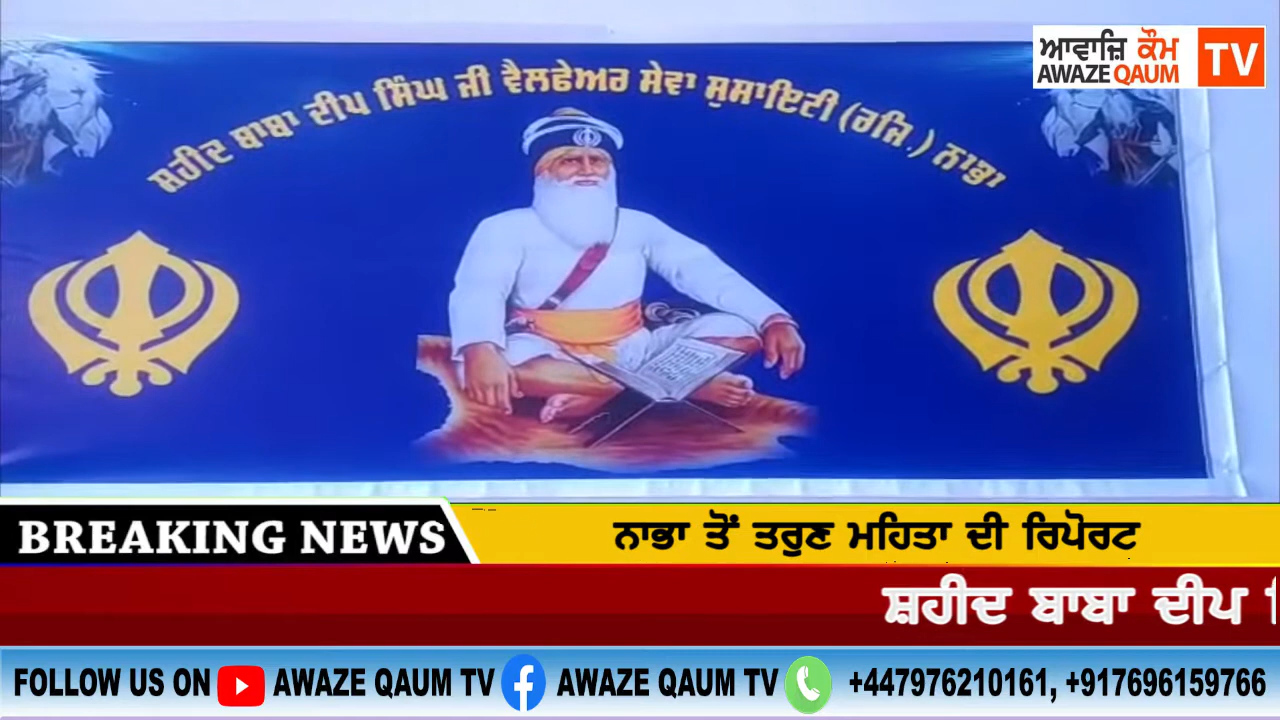 ਆਵਾਜ਼ਿ ਕੌਮ
AWAZE QAUM TV
ਸ਼ਹੀਦ ਬਾਬਾ ਦੀਪ ਸਿੰਘ ਜੀ ਵੈਲਫੇਅਰ ਸੇਵਾ ਸੁਸਾਇਟੀ (ਰਜਿ.) ਨਾਭਾ
BREAKING NEWS
ਨਾਭਾ ਤੋਂ ਤਰੁਣ ਮਹਿਤਾ ਦੀ ਰਿਪੋਰਟ
ਸ਼ਹੀਦ ਬਾਬਾ ਦੀਪ
FOLLOW US ON AWAZE QAUM TV AWAZE QAUM TV +447976210161, +917696159766